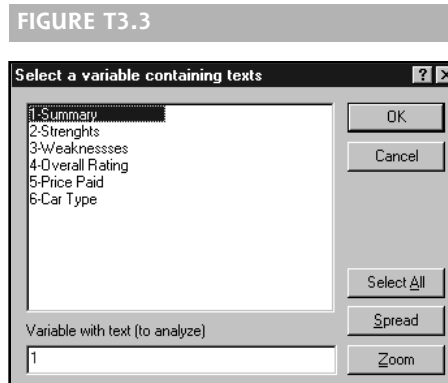 FIGURE T3.3
Select a variable containing texts
1-Summary
2-Strenghts
3-Weaknessses
4-Overall Rating
5-Price Paid
6-Car Type
OK
Cancel
Select All
Spread
Zoom
Variable with text (to analyze)
1